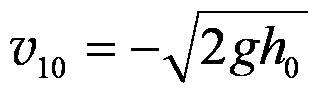 v₁₀ = −√(2gh₀)